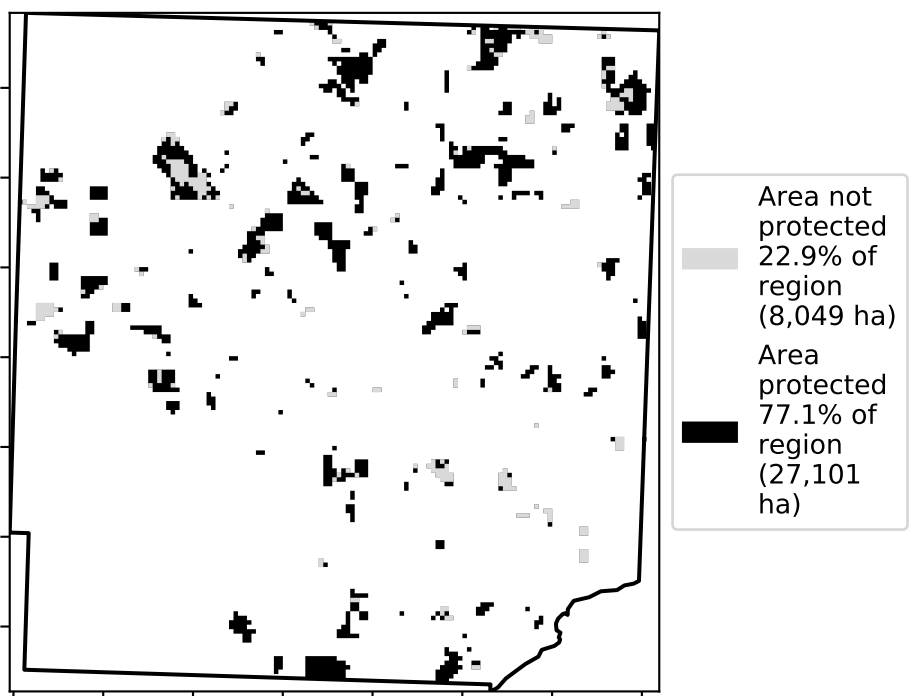 Area not
protected
22.9% of
region
(8,049 ha)
Area
protected
77.1% of
region
(27,101
ha)